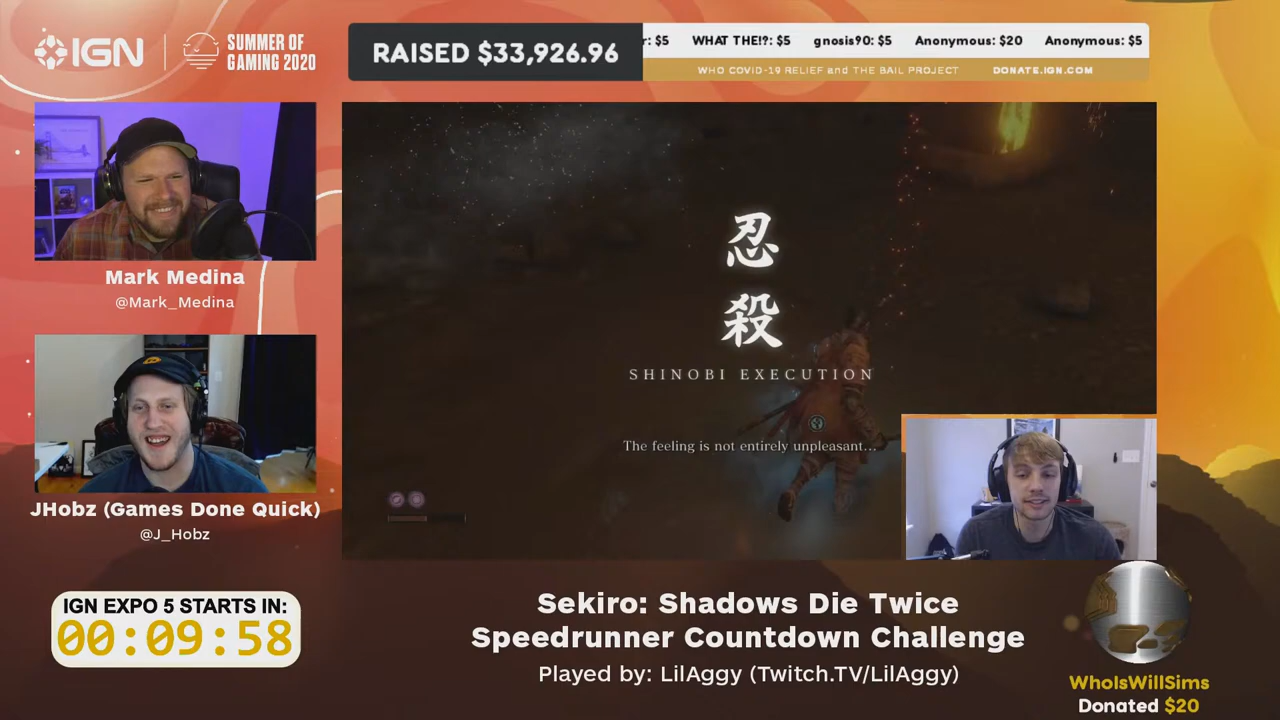 IGN
SUMMER OF
GAMING 2020
RAISED $33,926.96
r: $5 WHAT THE!?: $5 gnosis90: $5 Anonymous: $20 Anonymous: $5
WHO COVID-19 RELIEF and THE BAIL PROJECT DONATE.IGN.COM
Mark Medina
@Mark_Medina
JHobz (Games Done Quick)
@J_Hobz
忍
殺
SHINOBI EXECUTION
The feeling is not entirely unpleasant...
IGN EXPO 5 STARTS IN:
00:09:58
Sekiro: Shadows Die Twice
Speedrunner Countdown Challenge
Played by: LilAggy (Twitch.TV/LilAggy)
WhoIsWillSims
Donated $20